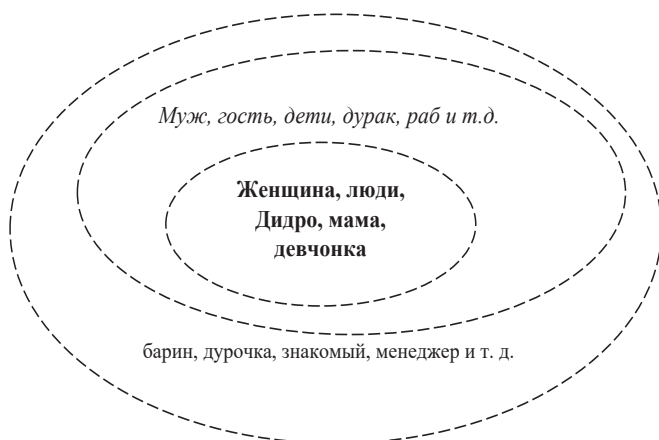 Муж, гость, дети, дурак, раб и т.д.
Женщина, люди,
Дидро, мама,
девчонка
барин, дурочка, знакомый, менеджер и т. д.